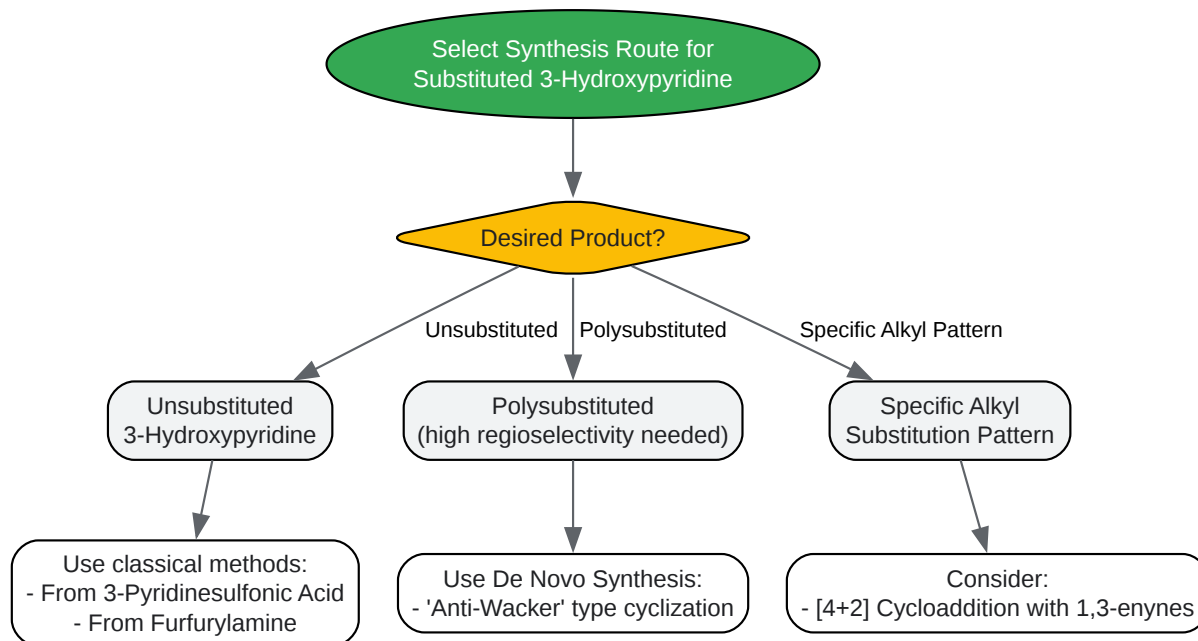 Select Synthesis Route for
Substituted 3-Hydroxypyridine
Desired Product?
Unsubstituted
Polysubstituted
Specific Alkyl Pattern
Unsubstituted
3-Hydroxypyridine
Polysubstituted
(high regioselectivity needed)
Specific Alkyl
Substitution Pattern
Use classical methods:
- From 3-Pyridinesulfonic Acid
- From Furfurylamine
Use De Novo Synthesis:
- 'Anti-Wacker' type cyclization
Consider:
- [4+2] Cycloaddition with 1,3-enynes